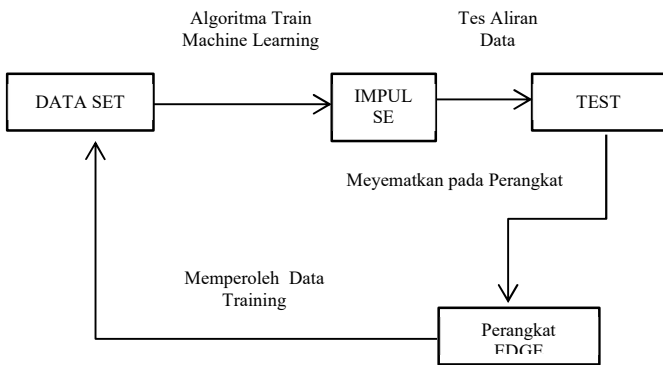 Algoritma Train
Machine Learning
Tes Aliran
Data
DATA SET
IMPUL
SE
TEST
Meyematkan pada Perangkat
Memperoleh Data
Training
Perangkat
EDGE